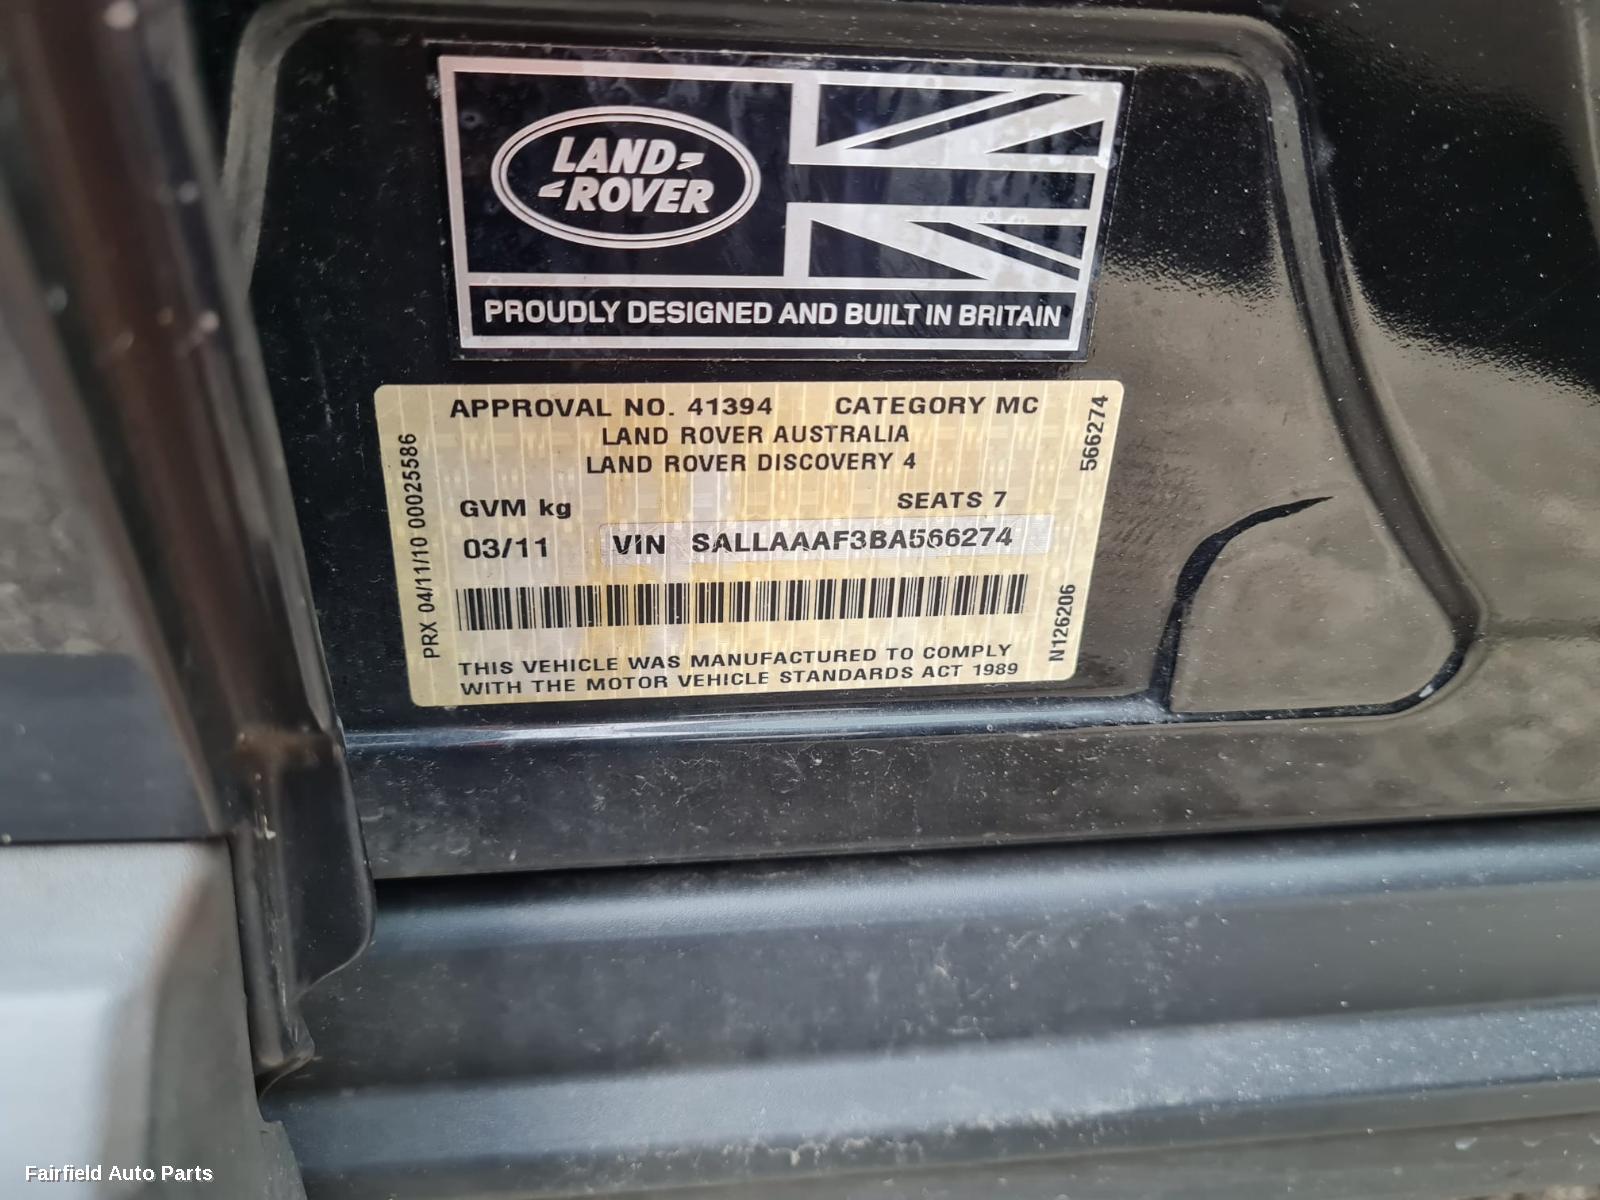 LAND
ROVER
PROUDLY DESIGNED AND BUILT IN BRITAIN
APPROVAL NO. 41394 CATEGORY MC
LAND ROVER AUSTRALIA
LAND ROVER DISCOVERY 4
GVM kg SEATS 7
03/11 VIN SALLAAAF3BA566274
THIS VEHICLE WAS MANUFACTURED TO COMPLY
WITH THE MOTOR VEHICLE STANDARDS ACT 1989
PRX 04/11/10 00025586
566274
N126206
Fairfield Auto Parts